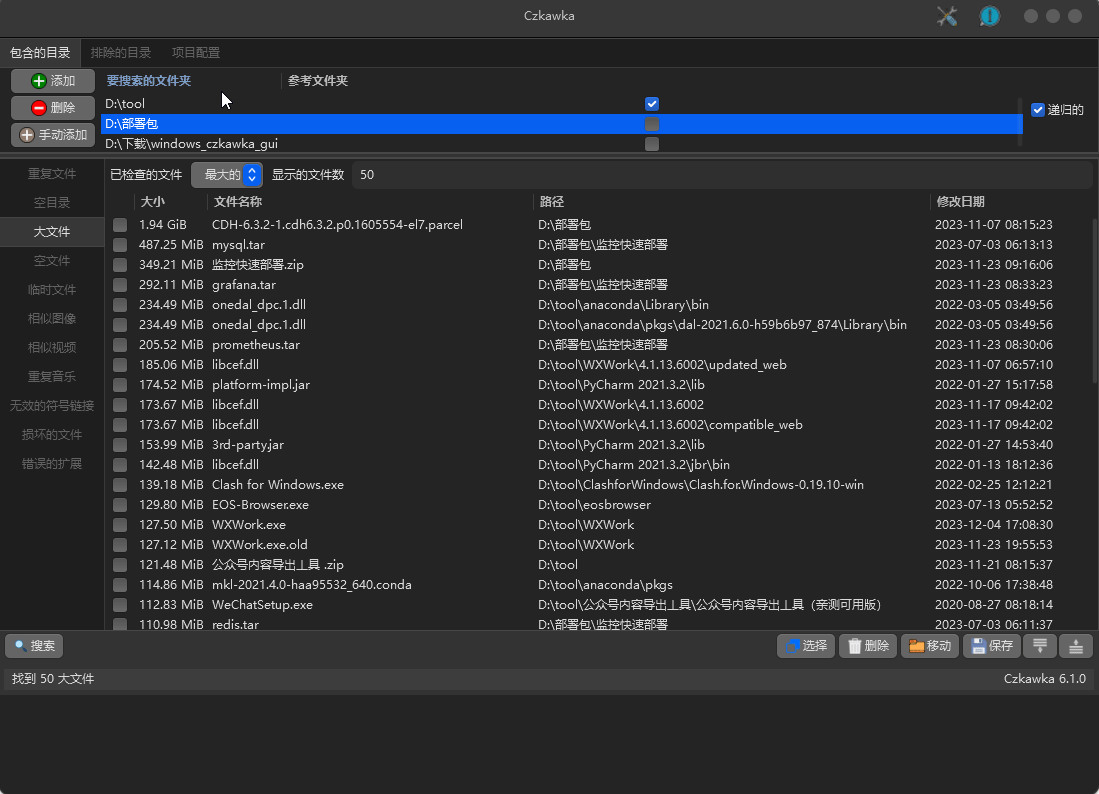 Czkawka
包含的目录 排除的目录 项目配置
添加 要搜索的文件夹 参考文件夹
删除 D:\tool
D:\部署包 递归的
手动添加 D:\下载\windows_czkawka_gui
重复文件
空目录
大文件
空文件
临时文件
相似图像
相似视频
重复音乐
无效的符号链接
损坏的文件
错误的扩展
已检查的文件 最大的 显示的文件数 50
大小 文件名称 路径 修改日期
1.94 GiB CDH-6.3.2-1.cdh6.3.2.p0.1605554-el7.parcel D:\部署包 2023-11-07 08:15:23
487.25 MiB mysql.tar D:\部署包\监控快速部署 2023-07-03 06:13:13
349.21 MiB 监控快速部署.zip D:\部署包 2023-11-23 09:16:06
292.11 MiB grafana.tar D:\部署包\监控快速部署 2023-11-23 08:33:23
234.49 MiB onedal_dpc.1.dll D:\tool\anaconda\Library\bin 2022-03-05 03:49:56
234.49 MiB onedal_dpc.1.dll D:\tool\anaconda\pkgs\dal-2021.6.0-h59b6b97_874\Library\bin 2022-03-05 03:49:56
205.52 MiB prometheus.tar D:\部署包\监控快速部署 2023-11-23 08:30:06
185.06 MiB libcef.dll D:\tool\WXWork\4.1.13.6002\updated_web 2023-11-07 06:57:10
174.52 MiB platform-impl.jar D:\tool\PyCharm 2021.3.2\lib 2022-01-27 15:17:58
173.67 MiB libcef.dll D:\tool\WXWork\4.1.13.6002 2023-11-17 09:42:02
173.67 MiB libcef.dll D:\tool\WXWork\4.1.13.6002\compatible_web 2023-11-17 09:42:02
153.99 MiB 3rd-party.jar D:\tool\PyCharm 2021.3.2\lib 2022-01-27 14:53:40
142.48 MiB libcef.dll D:\tool\PyCharm 2021.3.2\jbr\bin 2022-01-13 18:12:36
139.18 MiB Clash for Windows.exe D:\tool\ClashforWindows\Clash.for.Windows-0.19.10-win 2022-02-25 12:12:21
129.80 MiB EOS-Browser.exe D:\tool\eosbrowser 2023-07-13 05:52:52
127.50 MiB WXWork.exe D:\tool\WXWork 2023-12-04 17:08:30
127.12 MiB WXWork.exe.old D:\tool\WXWork 2023-11-23 19:55:53
121.48 MiB 公众号内容导出工具 .zip D:\tool 2023-11-21 08:15:37
114.86 MiB mkl-2021.4.0-haa95532_640.conda D:\tool\anaconda\pkgs 2022-10-06 17:38:48
112.83 MiB WeChatSetup.exe D:\tool\公众号内容导出工具\公众号内容导出工具（亲测可用版） 2020-08-27 08:18:14
110.98 MiB redis.tar D:\部署包\监控快速部署 2023-07-03 06:11:37
搜索 选择 删除 移动 保存
找到 50 大文件 Czkawka 6.1.0